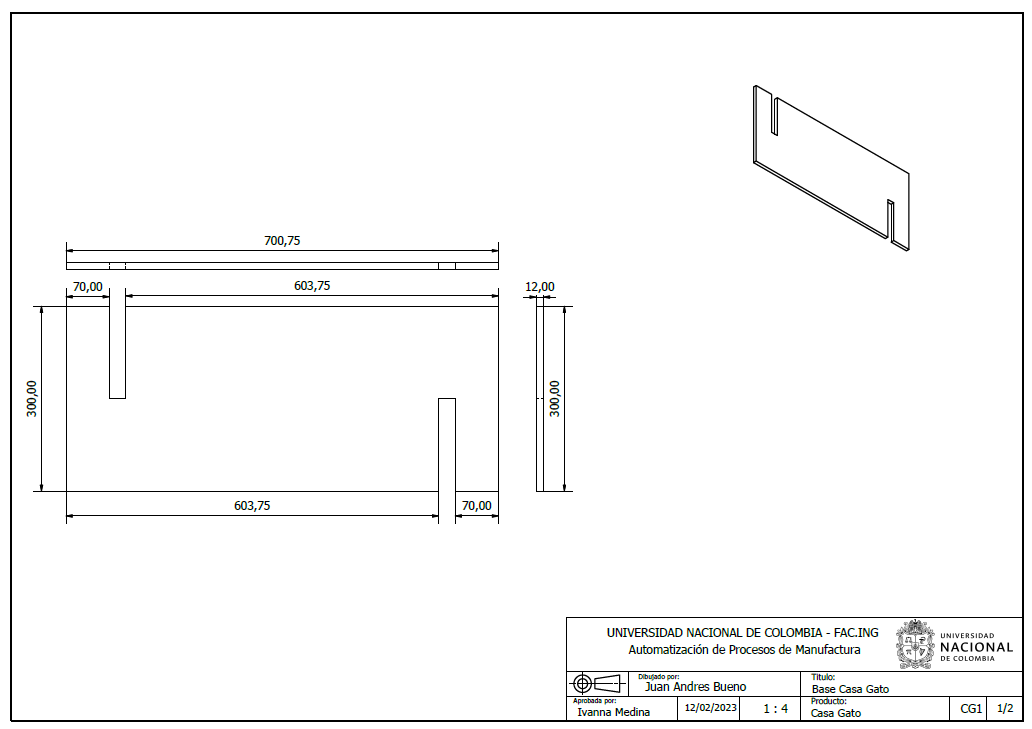 700,75
70,00
603,75
12,00
300,00
300,00
603,75
70,00
UNIVERSIDAD NACIONAL DE COLOMBIA - FAC.ING
Automatización de Procesos de Manufactura
UNIVERSIDAD
NACIONAL
DE COLOMBIA
Dibujado por:
Juan Andres Bueno
Título:
Base Casa Gato
Aprobada por:
Ivanna Medina
12/02/2023
1 : 4
Producto:
Casa Gato
CG1
1/2